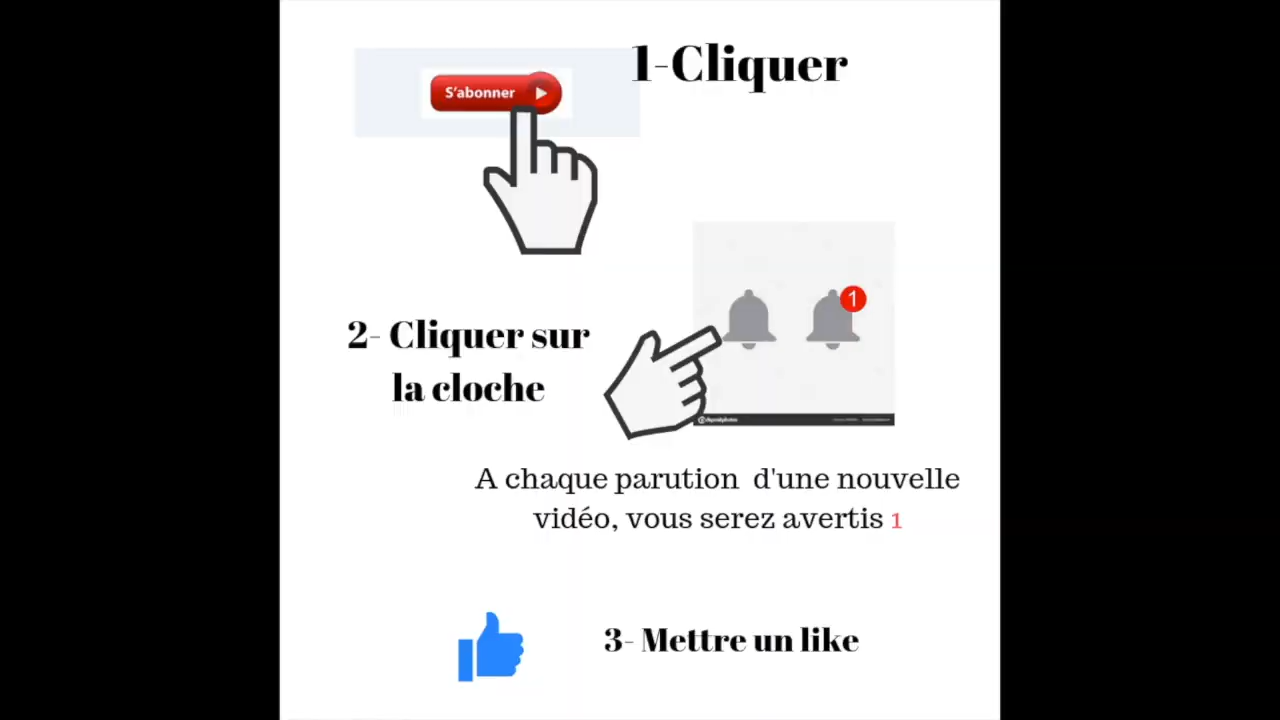 1-Cliquer
S'abonner
1
2- Cliquer sur
la cloche
A chaque parution d'une nouvelle
vidéo, vous serez avertis 1
3- Mettre un like